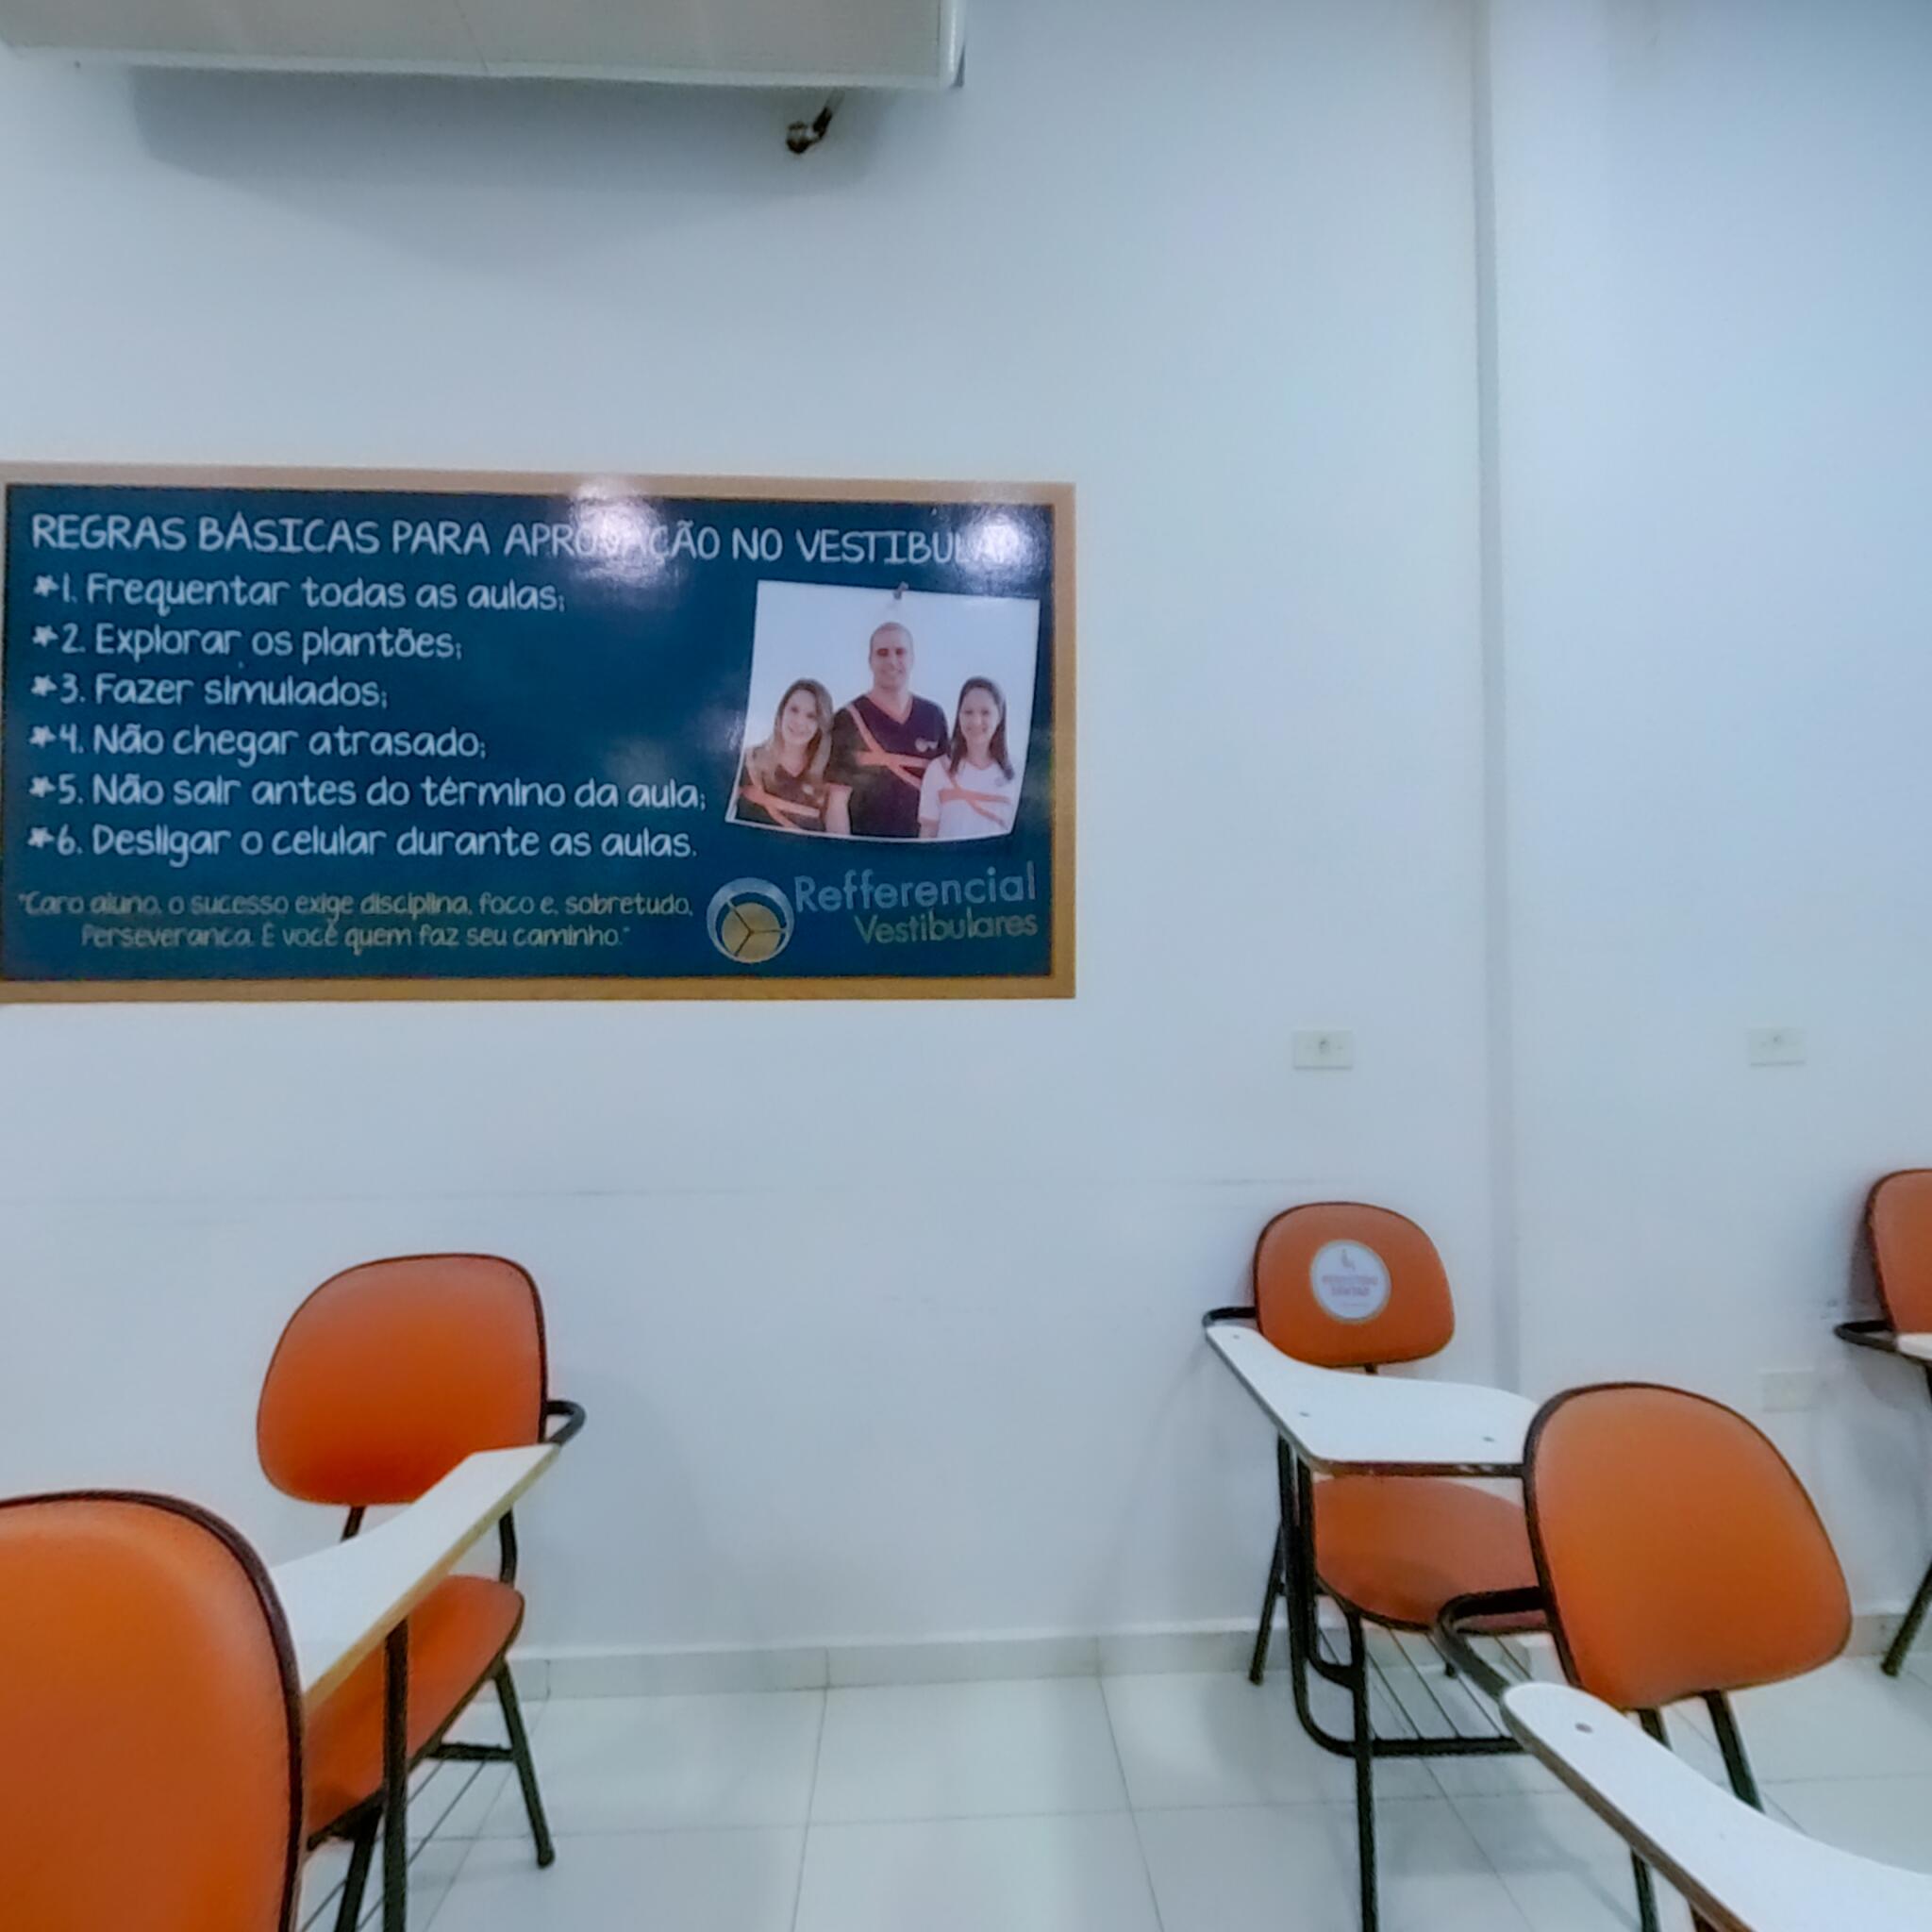 REGRAS BÁSICAS PARA APROVAÇÃO NO VESTIBULAR
1. Frequentar todas as aulas;
2. Explorar os plantões;
3. Fazer simulados;
4. Não chegar atrasado;
5. Não sair antes do término da aula;
6. Desligar o celular durante as aulas.
"Caro aluno, o sucesso exige disciplina, foco e, sobretudo,
Perseverança. É você quem faz seu caminho."
Refferencial
Vestibulares